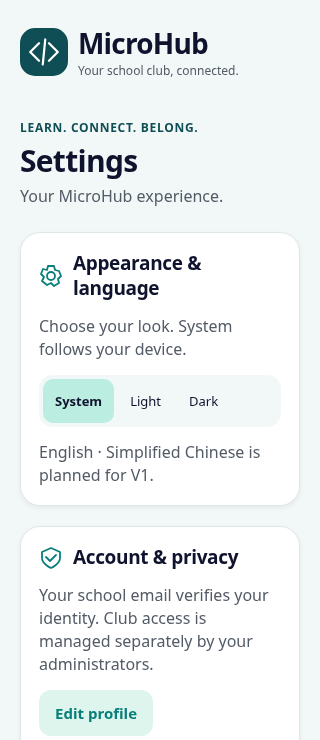 MicroHub
Your school club, connected.
LEARN. CONNECT. BELONG.
Settings
Your MicroHub experience.
Appearance &
language
Choose your look. System
follows your device.
System Light Dark
English · Simplified Chinese is
planned for V1.
Account & privacy
Your school email verifies your
identity. Club access is
managed separately by your
administrators.
Edit profile